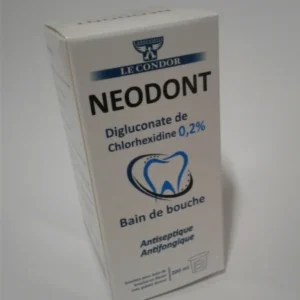 LE CONDOR
NEODONT
Digluconate de
Chlorhexidine 0,2%
Bain de bouche
Antiseptique
Antifongique
200 ml